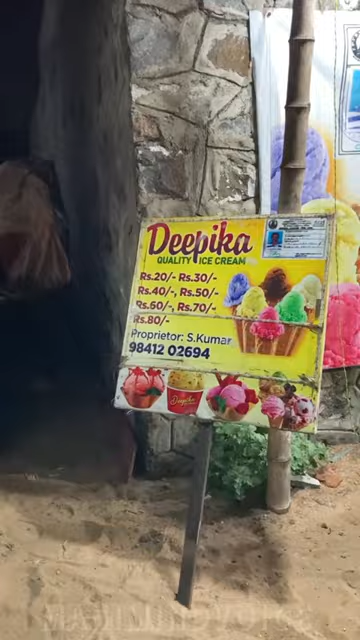 Deepika
QUALITY ICE CREAM
Rs.20/- Rs.30/-
Rs.40/-, Rs.50/-
Rs.60/-, Rs.70/-
Rs.80/-
Proprietor: S.Kumar
98412 02694
Deepika